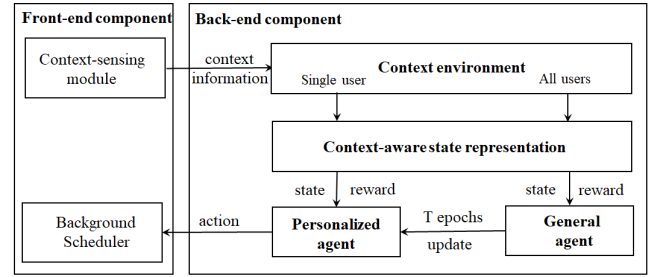 Front-end component
Back-end component
Context-sensing
module
context
information
Context environment
Single user
All users
Context-aware state representation
state
reward
state
reward
Background
Scheduler
action
Personalized
agent
T epochs
update
General
agent